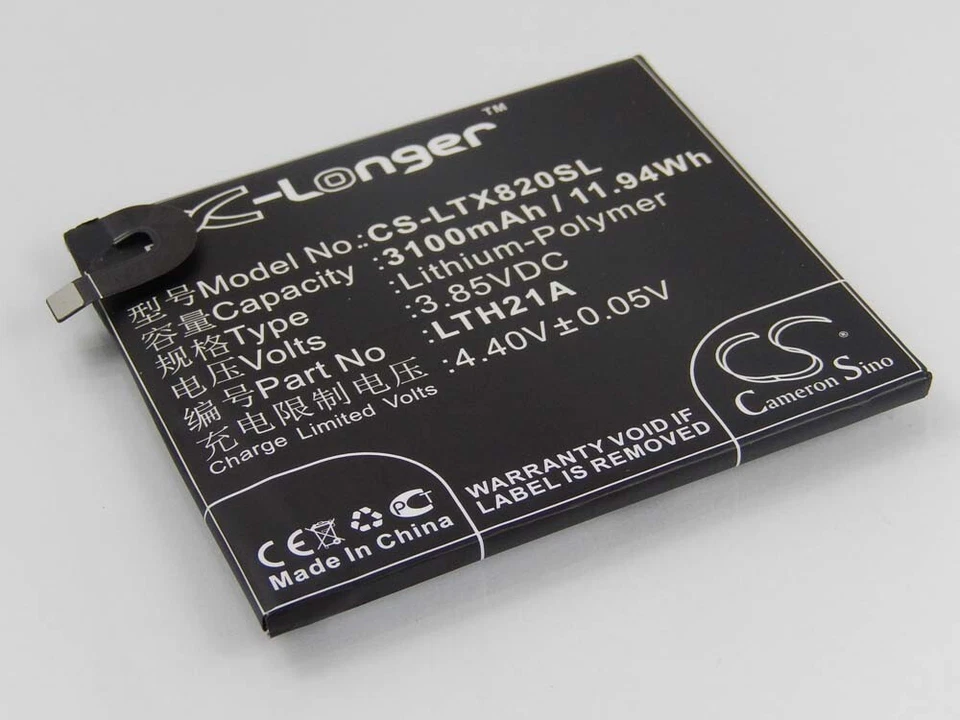 X-Longer™
型号Model No.: CS-LTX820SL
容量Capacity :3100mAh / 11.94Wh
规格Type :Lithium-Polymer
电压Volts :3.85VDC
编号Part No :LTH21A
充电限制电压 :4.40V±0.05V
Charge Limited Volts
CS
Cameron Sino
WARRANTY VOID IF
LABEL IS REMOVED
CE PCT
Made in China